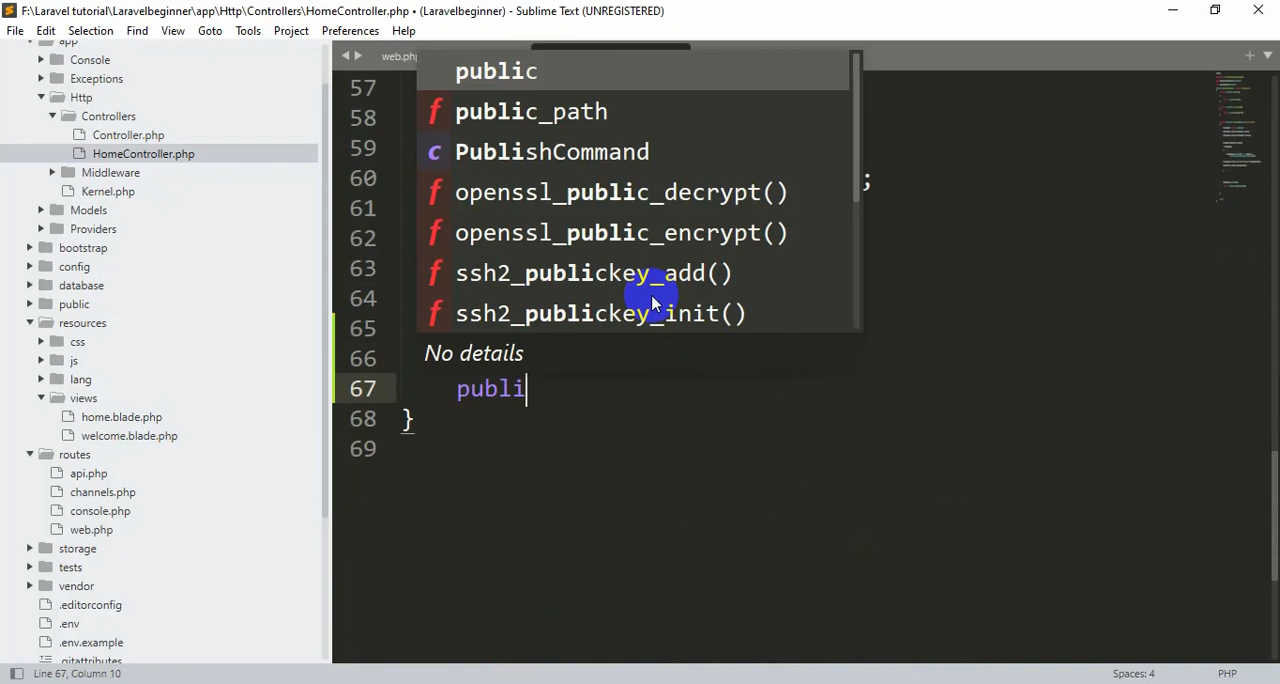 F:\Laravel tutorial\Laravelbeginner\app\Http\Controllers\HomeController.php • (Laravelbeginner) - Sublime Text (UNREGISTERED)
File Edit Selection Find View Goto Tools Project Preferences Help
app
Console
Exceptions
Http
Controllers
Controller.php
HomeController.php
Middleware
Kernel.php
Models
Providers
bootstrap
config
database
public
resources
css
js
lang
views
home.blade.php
welcome.blade.php
routes
api.php
channels.php
console.php
web.php
storage
tests
vendor
.editorconfig
.env
.env.example
.gitattributes
web.php
public
f public_path
c PublishCommand
f openssl_public_decrypt()
f openssl_public_encrypt()
f ssh2_publickey_add()
f ssh2_publickey_init()
No details
57
58
59
60 ;
61
62
63
64
65
66
67 publi
68 }
69
Line 67, Column 10 Spaces: 4 PHP